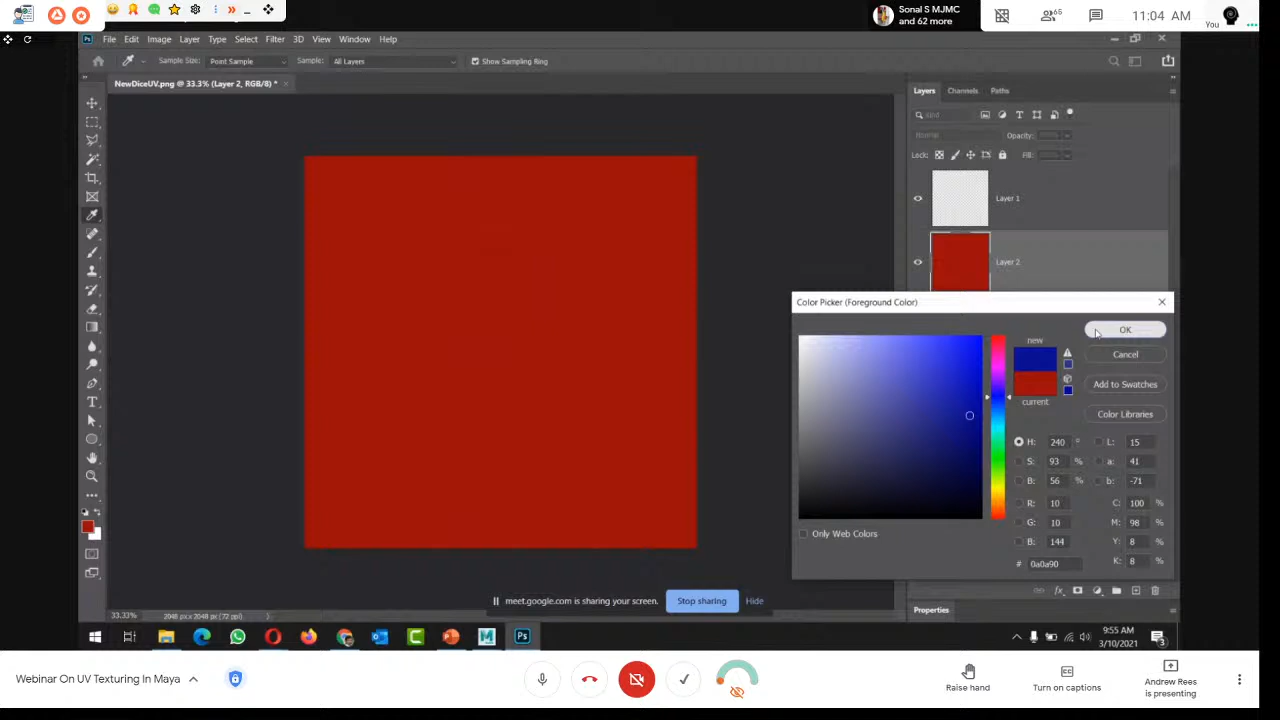 Sonal S MJMC
and 62 more
65
11:04 AM
You
Ps
File Edit Image Layer Type Select Filter 3D View Window Help
Sample Size: Point Sample Sample: All Layers Show Sampling Ring
NewDiceUV.png @ 33.3% (Layer 2, RGB/8) * ×
Layers Channels Paths
Kind
Normal Opacity:
Lock: Fill:
Layer 1
Layer 2
Color Picker (Foreground Color)
OK
new
Cancel
Add to Swatches
current
Color Libraries
H: 240 ° L: 15
S: 93 % a: 41
B: 56 % b: -71
R: 10 C: 100 %
G: 10 M: 98 %
B: 144 Y: 8 %
Only Web Colors
K: 8 %
# 0a0a90
meet.google.com is sharing your screen. Stop sharing Hide
Properties
33.33% 2048 px x 2048 px (72 ppi)
9:55 AM
3/10/2021
3
Webinar On UV Texturing In Maya
Raise hand
Turn on captions
Andrew Rees
is presenting